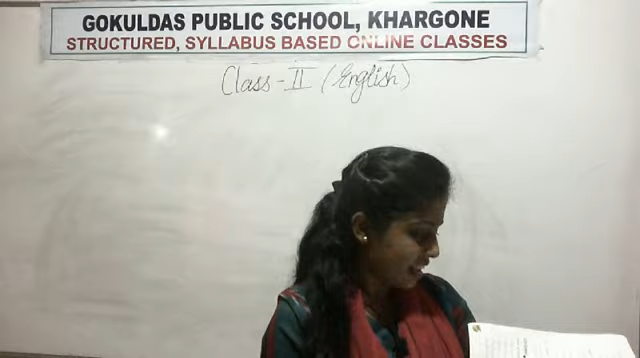 GOKULDAS PUBLIC SCHOOL, KHARGONE
STRUCTURED, SYLLABUS BASED ONLINE CLASSES
Class - II (English)